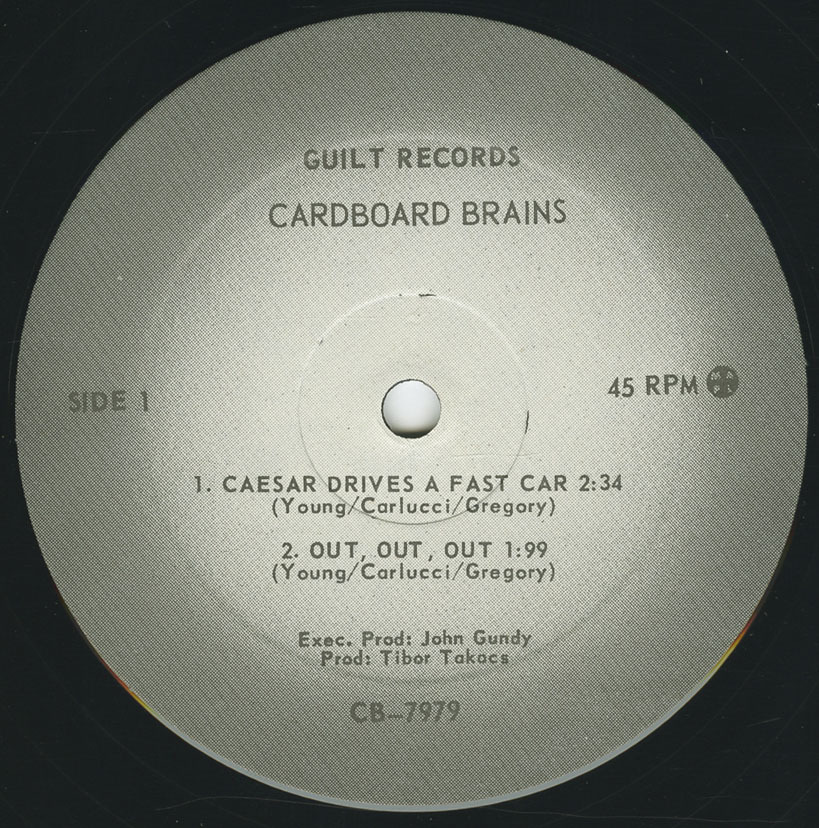 GUILT RECORDS
CARDBOARD BRAINS
SIDE 1
45 RPM MAPL
1. CAESAR DRIVES A FAST CAR 2:34
(Young/Carlucci/Gregory)
2. OUT, OUT, OUT 1:99
(Young/Carlucci/Gregory)
Exec. Prod: John Gundy
Prod: Tibor Takacs
CB-7979